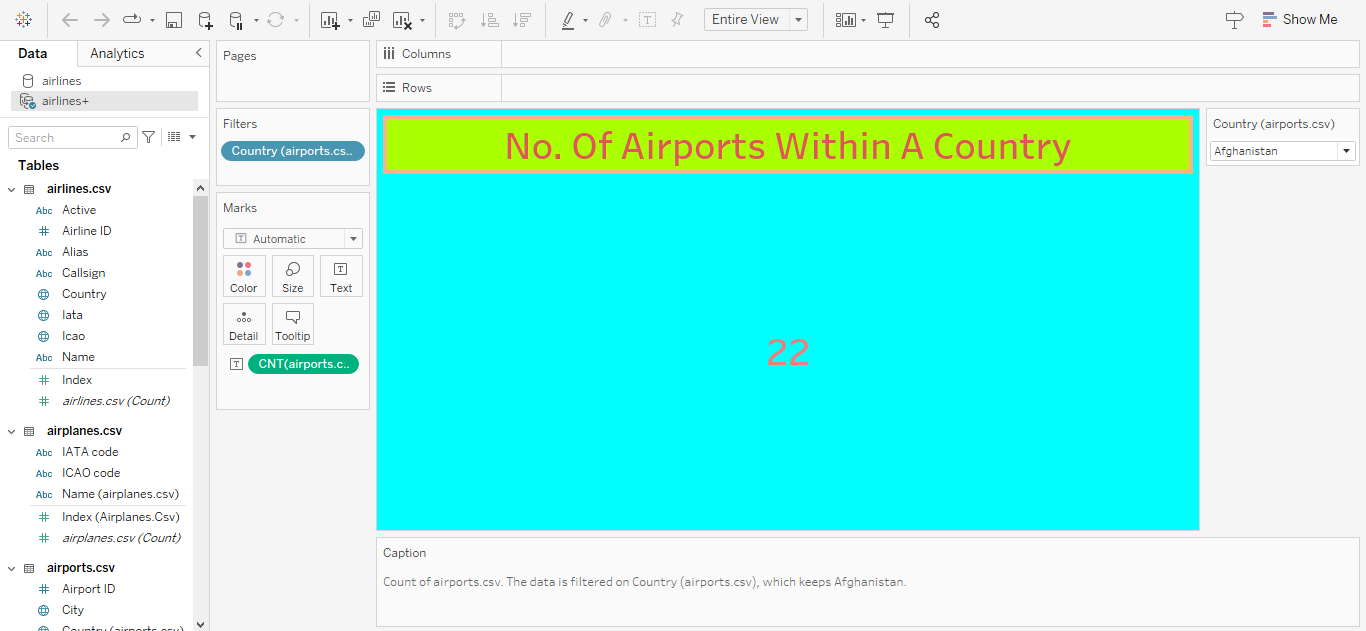 Entire View
Show Me
Data
Analytics
airlines
airlines+
Search
Tables
airlines.csv
Abc Active
Airline ID
Abc Alias
Abc Callsign
Country
Iata
Icao
Abc Name
Index
airlines.csv (Count)
airplanes.csv
Abc IATA code
Abc ICAO code
Abc Name (airplanes.csv)
Index (Airplanes.Csv)
airplanes.csv (Count)
airports.csv
Airport ID
City
Country (airports.csv)
Pages
Filters
Country (airports.cs..
Marks
T Automatic
Color
Size
T
Text
Detail
Tooltip
T CNT(airports.c..
Columns
Rows
No. Of Airports Within A Country
22
Caption
Count of airports.csv. The data is filtered on Country (airports.csv), which keeps Afghanistan.
Country (airports.csv)
Afghanistan